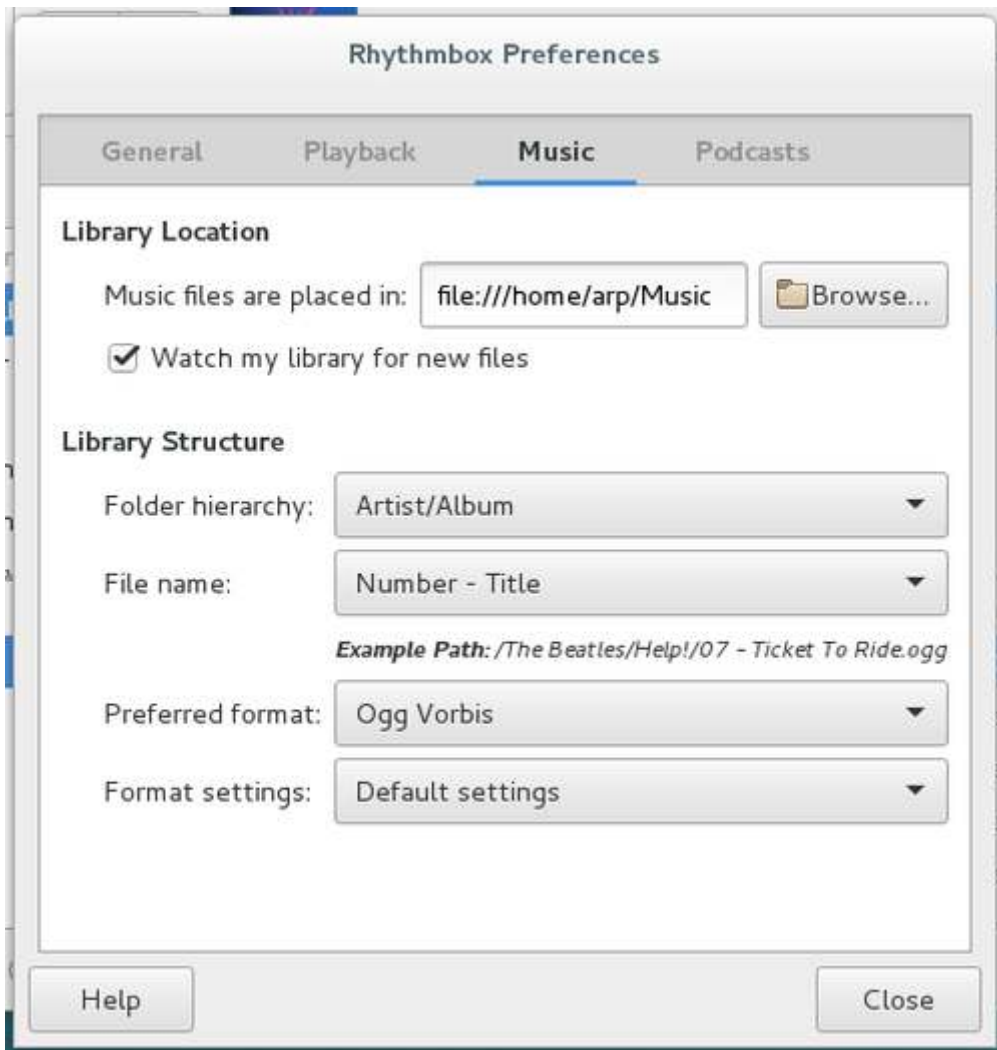 Rhythmbox Preferences
General Playback Music Podcasts
Library Location
Music files are placed in: file:///home/arp/Music Browse...
Watch my library for new files
Library Structure
Folder hierarchy: Artist/Album
File name: Number - Title
Example Path: /The Beatles/Help!/07 - Ticket To Ride.ogg
Preferred format: Ogg Vorbis
Format settings: Default settings
Help Close